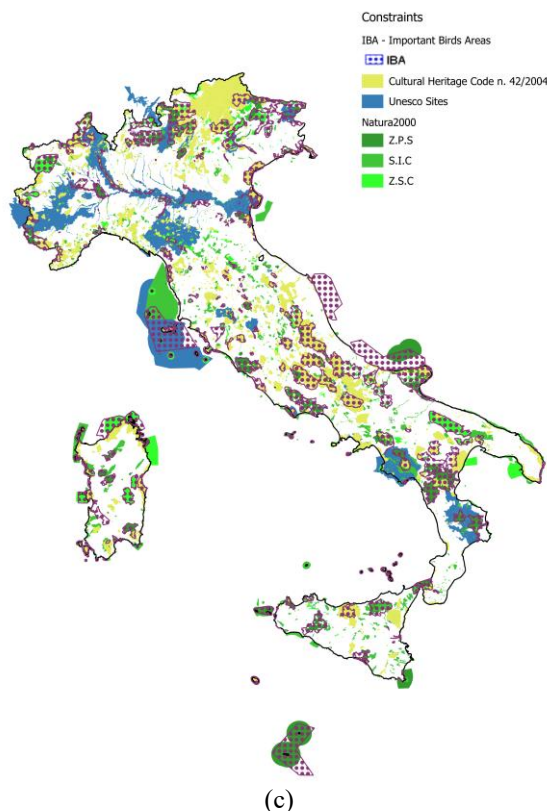 Constraints
IBA - Important Birds Areas
IBA
Cultural Heritage Code n. 42/2004
Unesco Sites
Natura2000
Z.P.S
S.I.C
Z.S.C
(c)